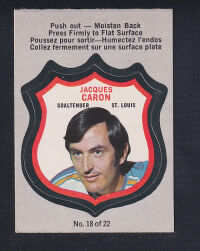 Push out — Moisten Back
Press Firmly to Flat Surface
Poussez pour sortir—Humectez l'endos
Collez fermement sur une surface plate
JACQUES
CARON
GOALTENDER ST. LOUIS
No. 18 of 22